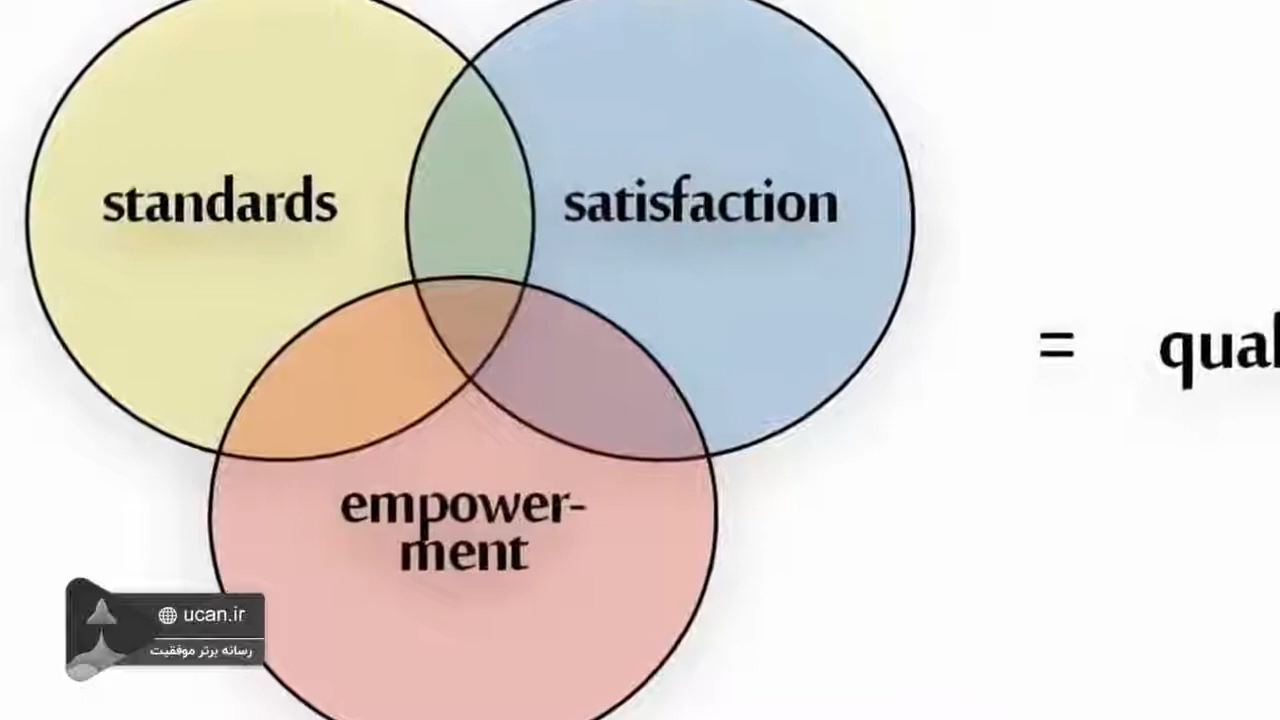 standards
satisfaction
= qual
empower-
ment
ucan.ir
رسانه برتر موفقیت